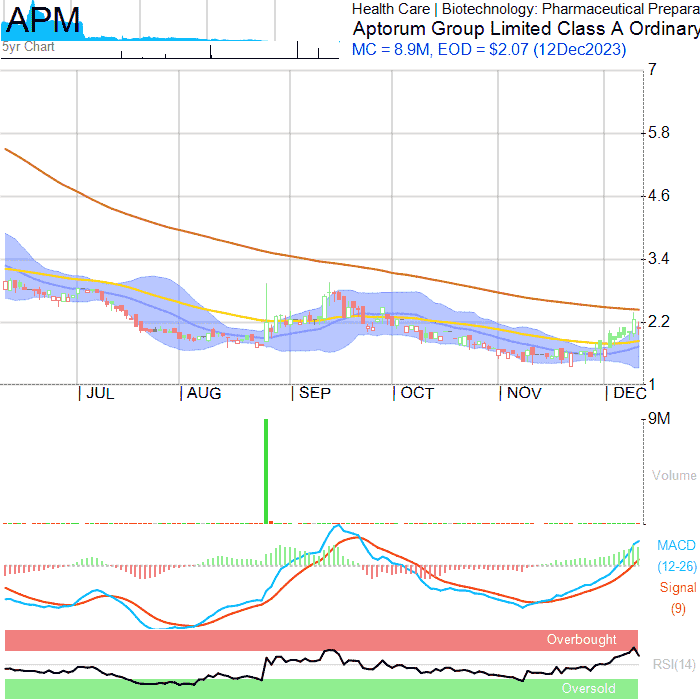 APM
5yr Chart
Health Care | Biotechnology: Pharmaceutical Prepara
Aptorum Group Limited Class A Ordinary
MC = 8.9M, EOD = $2.07 (12Dec2023)
7
5.8
4.6
3.4
2.2
1
JUL AUG SEP OCT NOV DEC
9M
Volume
MACD
(12-26)
Signal
(9)
Overbought
RSI(14)
Oversold